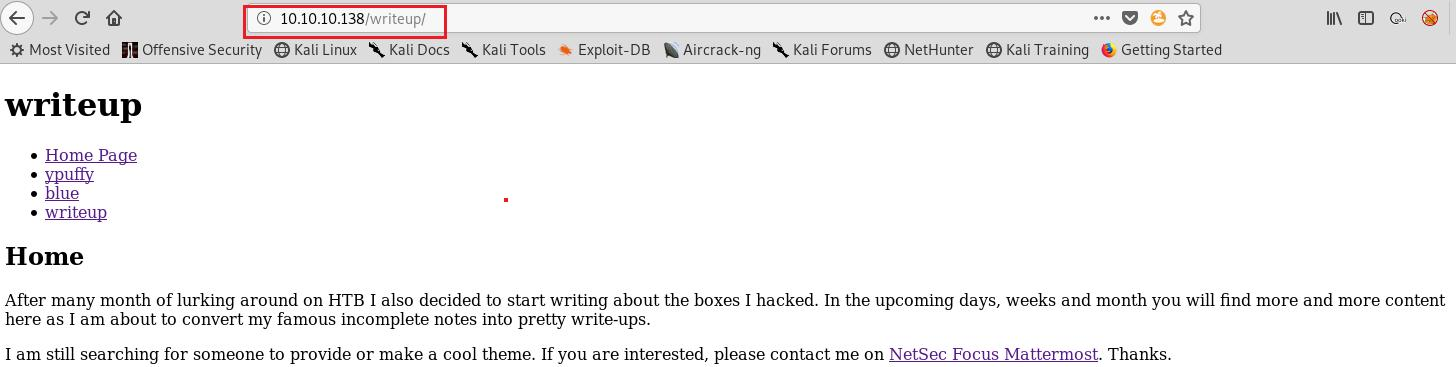 10.10.10.138/writeup/
Most Visited Offensive Security Kali Linux Kali Docs Kali Tools Exploit-DB Aircrack-ng Kali Forums NetHunter Kali Training Getting Started
writeup
Home Page
ypuffy
blue
writeup
Home
After many month of lurking around on HTB I also decided to start writing about the boxes I hacked. In the upcoming days, weeks and month you will find more and more content
here as I am about to convert my famous incomplete notes into pretty write-ups.
I am still searching for someone to provide or make a cool theme. If you are interested, please contact me on NetSec Focus Mattermost. Thanks.